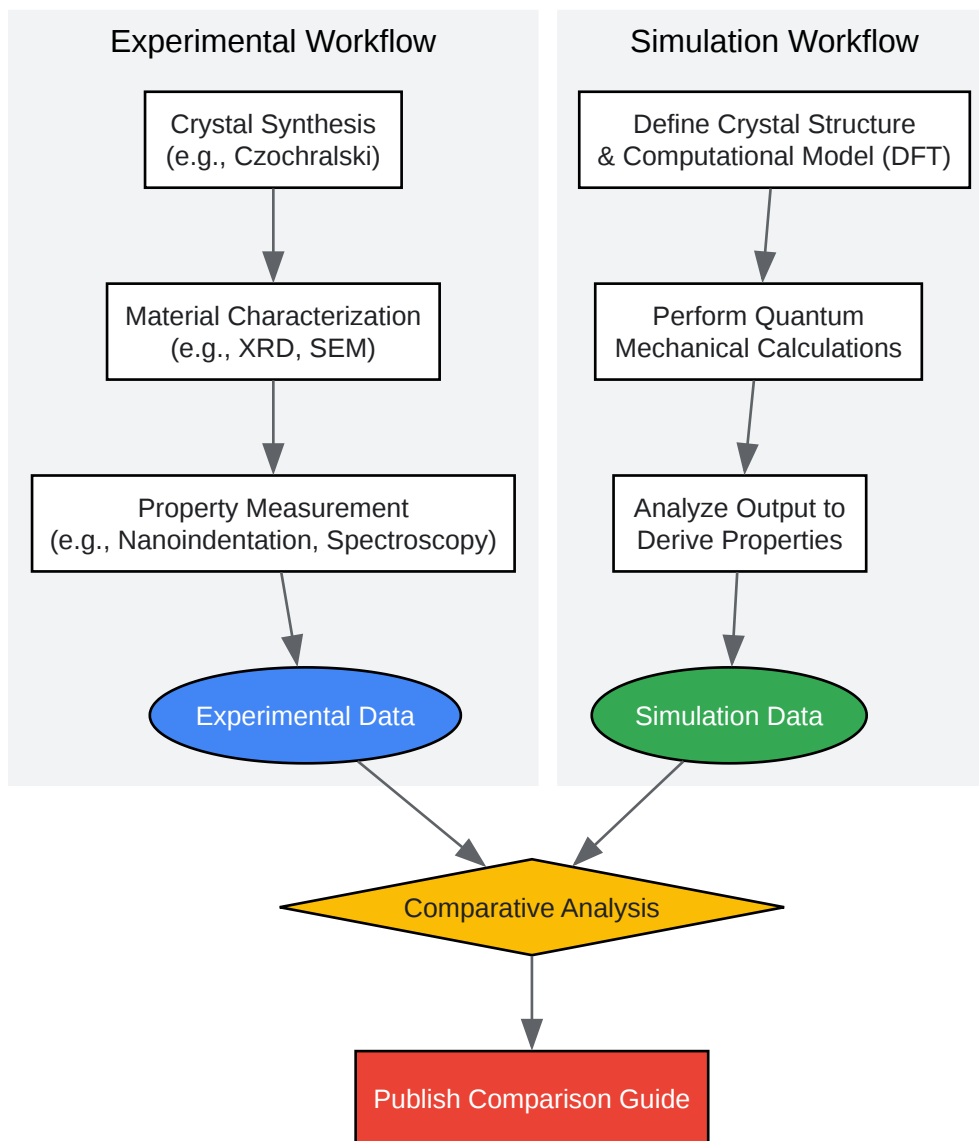 Experimental Workflow
Crystal Synthesis
(e.g., Czochralski)
Material Characterization
(e.g., XRD, SEM)
Property Measurement
(e.g., Nanoindentation, Spectroscopy)
Experimental Data
Simulation Workflow
Define Crystal Structure
& Computational Model (DFT)
Perform Quantum
Mechanical Calculations
Analyze Output to
Derive Properties
Simulation Data
Comparative Analysis
Publish Comparison Guide